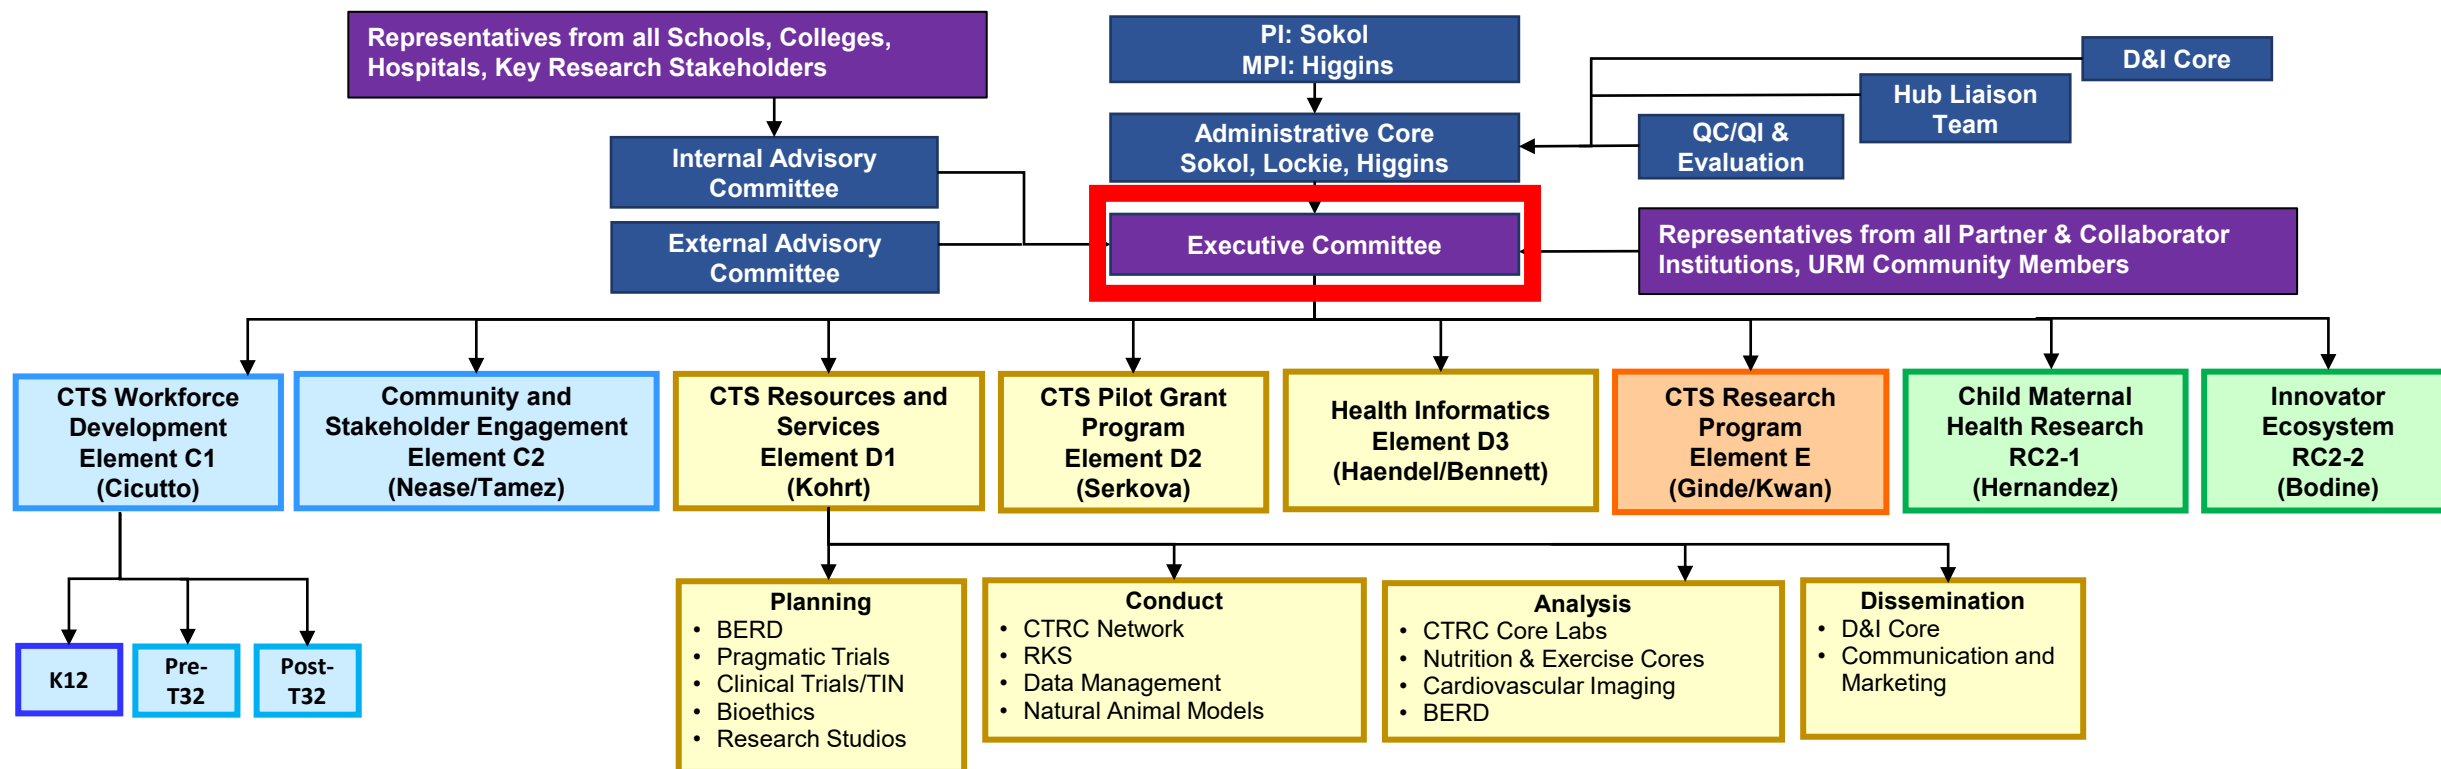 Representatives from all Schools, Colleges,
Hospitals, Key Research Stakeholders
PI: Sokol
MPI: Higgins
D&I Core
Hub Liaison
Team
QC/QI &
Evaluation
Administrative Core
Sokol, Lockie, Higgins
Internal Advisory
Committee
External Advisory
Committee
Executive Committee
Representatives from all Partner & Collaborator
Institutions, URM Community Members
CTS Workforce
Development
Element C1
(Cicutto)
Community and
Stakeholder Engagement
Element C2
(Nease/Tamez)
CTS Resources and
Services
Element D1
(Kohrt)
CTS Pilot Grant
Program
Element D2
(Serkova)
Health Informatics
Element D3
(Haendel/Bennett)
CTS Research
Program
Element E
(Ginde/Kwan)
Child Maternal
Health Research
RC2-1
(Hernandez)
Innovator
Ecosystem
RC2-2
(Bodine)
K12
Pre-
T32
Post-
T32
Planning
• BERD
• Pragmatic Trials
• Clinical Trials/TIN
• Bioethics
• Research Studios
Conduct
• CTRC Network
• RKS
• Data Management
• Natural Animal Models
Analysis
• CTRC Core Labs
• Nutrition & Exercise Cores
• Cardiovascular Imaging
• BERD
Dissemination
• D&I Core
• Communication and
Marketing